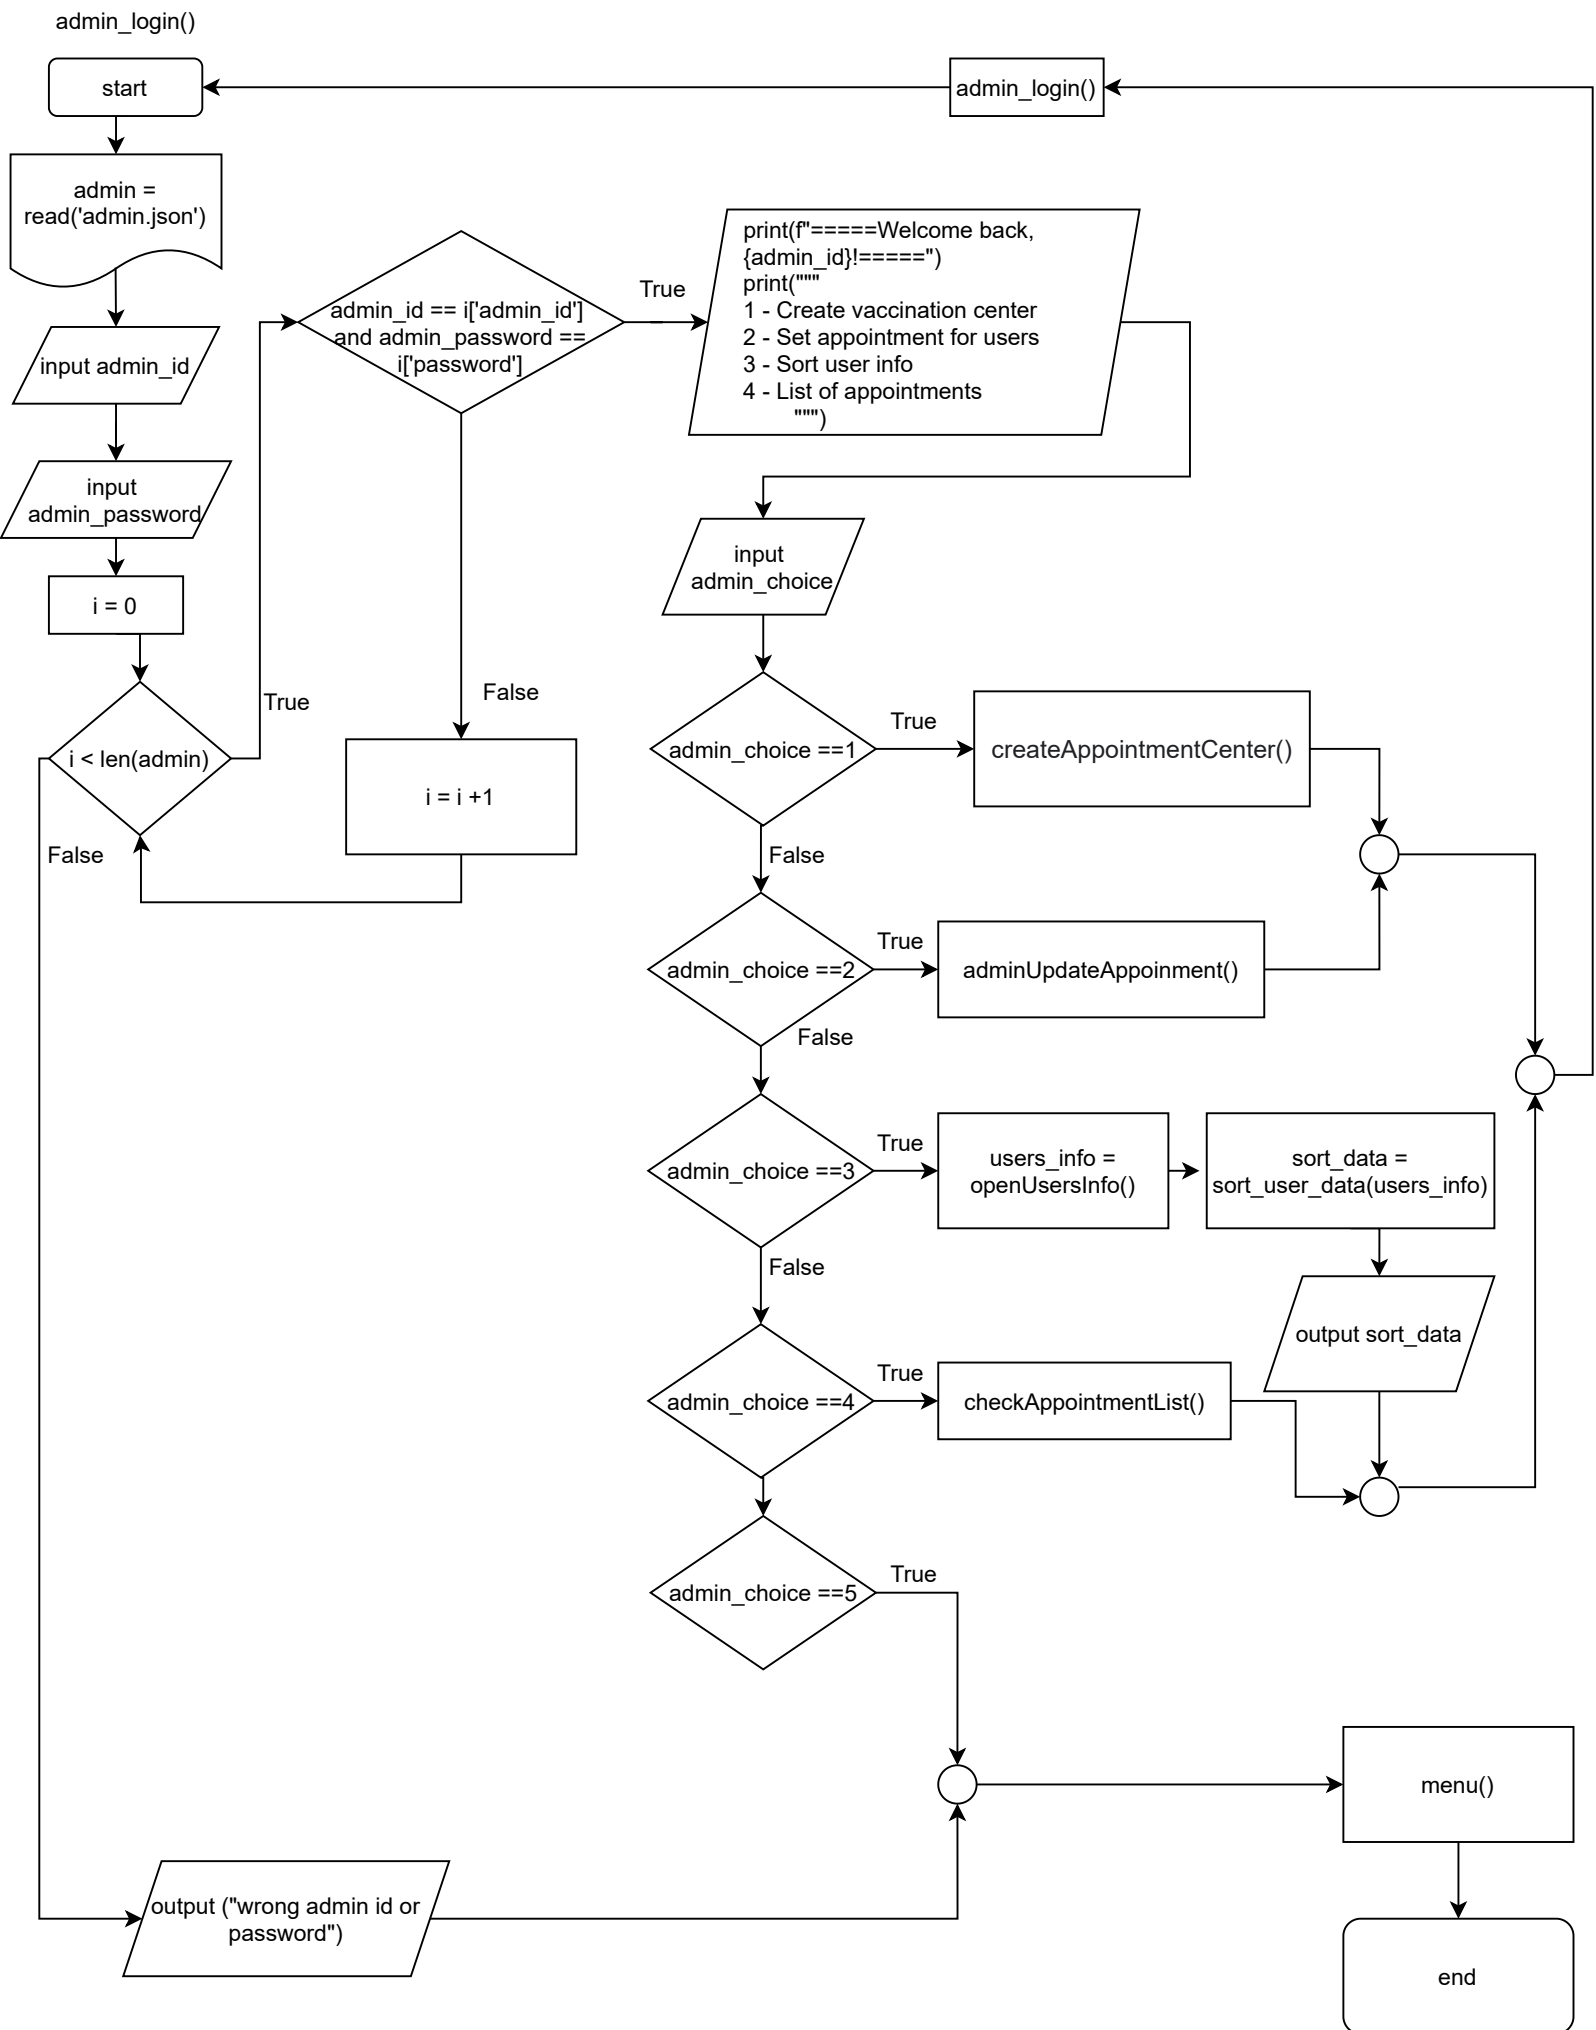 admin_login()
start
admin_login()
admin =
read('admin.json')
input admin_id
input
admin_password
i = 0
i < len(admin)
True
False
admin_id == i['admin_id']
and admin_password ==
i['password']
True
False
i = i +1
print(f"=====Welcome back,
{admin_id}!=====")
print("""
1 - Create vaccination center
2 - Set appointment for users
3 - Sort user info
4 - List of appointments
""")
input
admin_choice
admin_choice ==1
True
createAppointmentCenter()
False
admin_choice ==2
True
adminUpdateAppoinment()
False
admin_choice ==3
True
users_info =
openUsersInfo()
sort_data =
sort_user_data(users_info)
output sort_data
False
admin_choice ==4
True
checkAppointmentList()
admin_choice ==5
True
menu()
output ("wrong admin id or
password")
end